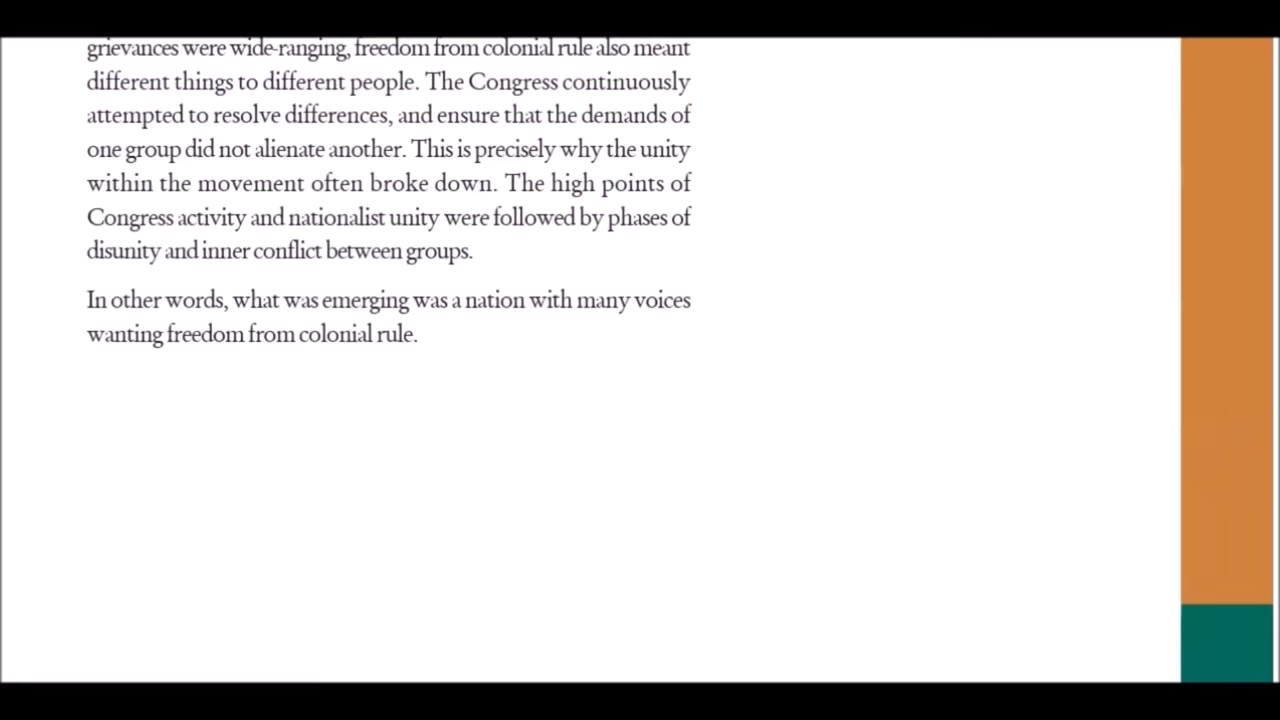 grievances were wide-ranging, freedom from colonial rule also meant
different things to different people. The Congress continuously
attempted to resolve differences, and ensure that the demands of
one group did not alienate another. This is precisely why the unity
within the movement often broke down. The high points of
Congress activity and nationalist unity were followed by phases of
disunity and inner conflict between groups.
In other words, what was emerging was a nation with many voices
wanting freedom from colonial rule.